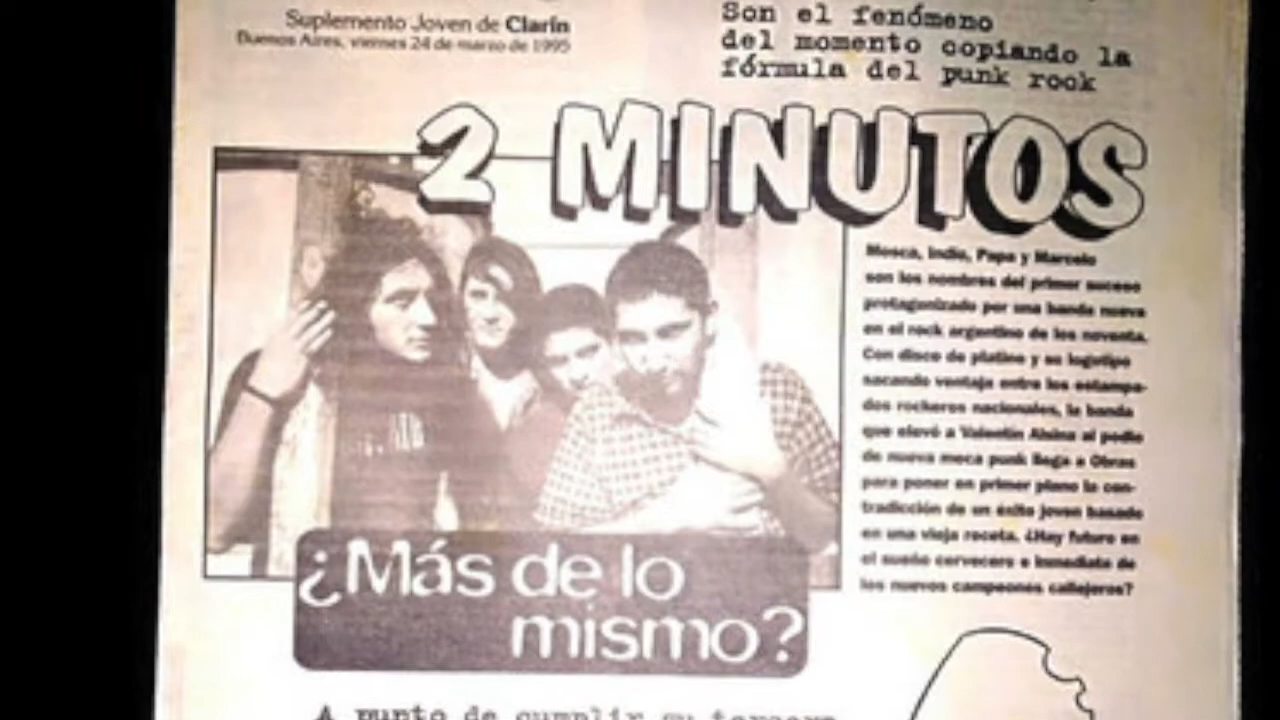 Suplemento Joven de Clarín
Buenos Aires, viernes 24 de marzo de 1995
Son el fenómeno
del momento copiando la
fórmula del punk rock
2 MINUTOS
Mosca, Indio, Papa y Marcelo
son los nombres del primer suceso
protagonizado por una banda nueva
en el rock argentino de los noventa.
Con disco de platino y su logotipo
sacando ventaja entre los estampa-
dos rockeros nacionales, la banda
que elevó a Valentín Alsina al podio
de nueva meca punk llega a Obras
para poner en primer plano la con-
tradicción de un éxito joven basado
en una vieja receta. ¿Hay futuro en
el sueño cervecero e inmediato de
los nuevos campeones callejeros?
¿Más de lo
mismo?
A punto de cumplir su tercera